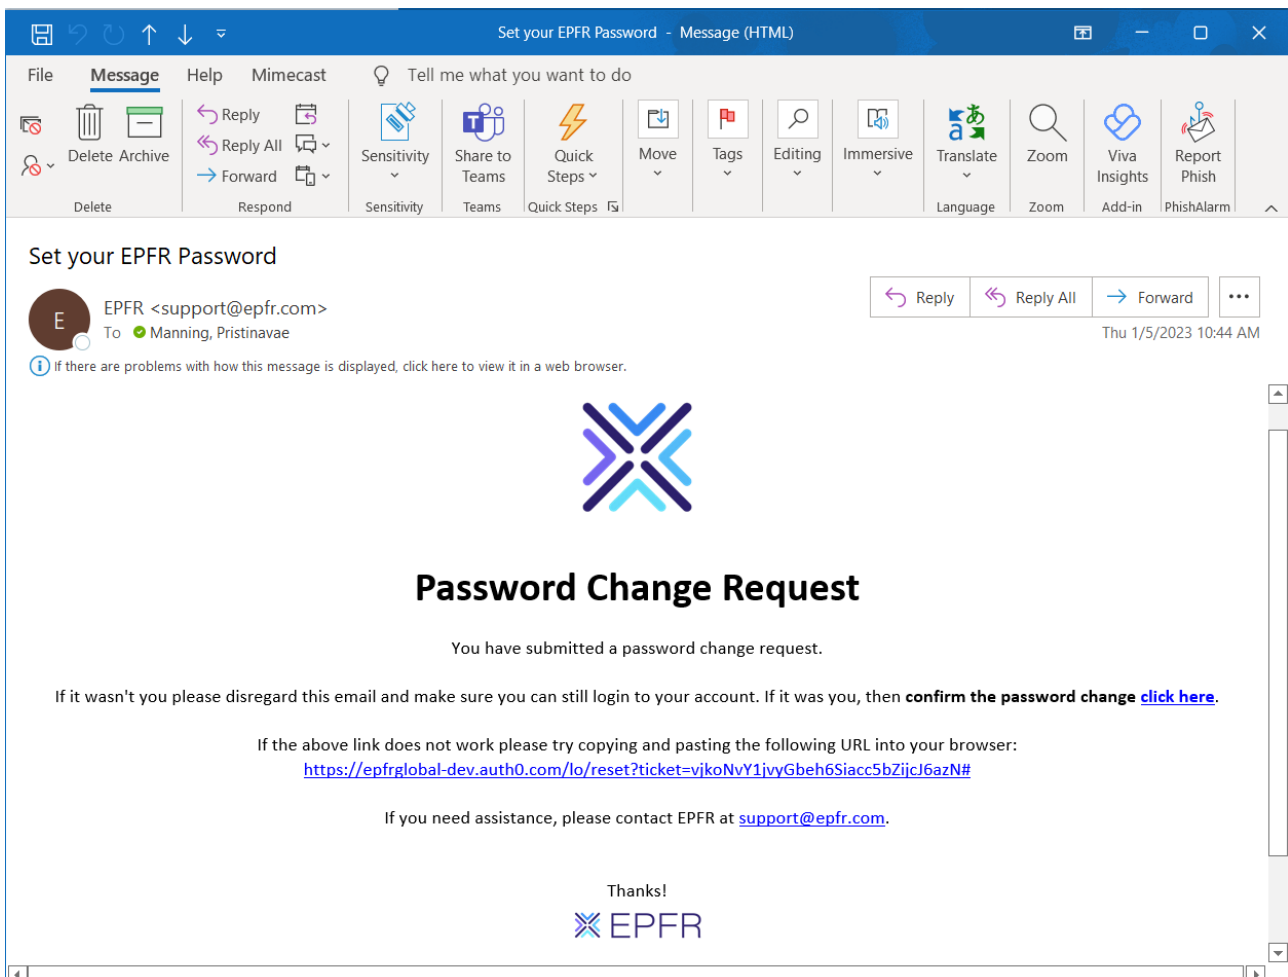 Set your EPFR Password - Message (HTML)
File Message Help Mimecast Tell me what you want to do
Delete Archive
Reply
Reply All
Forward
Sensitivity
Share to Teams
Quick Steps
Move
Tags
Editing
Immersive
Translate
Zoom
Viva Insights
Report Phish
Delete Respond Sensitivity Teams Quick Steps Language Zoom Add-in PhishAlarm
Set your EPFR Password
E
EPFR <support@epfr.com>
To Manning, Pristinavae
Reply Reply All Forward
Thu 1/5/2023 10:44 AM
If there are problems with how this message is displayed, click here to view it in a web browser.
Password Change Request
You have submitted a password change request.
If it wasn't you please disregard this email and make sure you can still login to your account. If it was you, then confirm the password change click here.
If the above link does not work please try copying and pasting the following URL into your browser:
https://epfrglobal-dev.auth0.com/lo/reset?ticket=vjkoNvY1jvyGbeh6Siacc5bZijcJ6azN#
If you need assistance, please contact EPFR at support@epfr.com.
Thanks!
EPFR